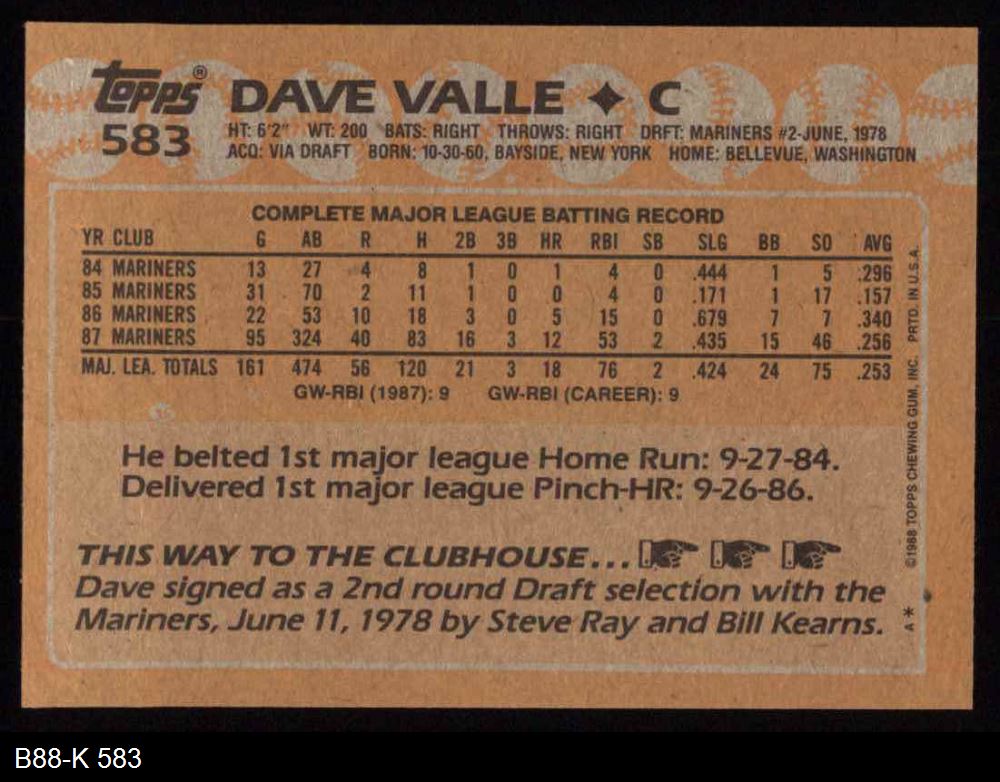 Topps® DAVE VALLE ✦ C
583
HT: 6'2" WT: 200 BATS: RIGHT THROWS: RIGHT DRFT: MARINERS #2-JUNE, 1978
ACQ: VIA DRAFT BORN: 10-30-60, BAYSIDE, NEW YORK HOME: BELLEVUE, WASHINGTON
COMPLETE MAJOR LEAGUE BATTING RECORD
YR CLUB G AB R H 2B 3B HR RBI SB SLG BB SO AVG
84 MARINERS 13 27 4 8 1 0 1 4 0 .444 1 5 .296
85 MARINERS 31 70 2 11 1 0 0 4 0 .171 1 17 .157
86 MARINERS 22 53 10 18 3 0 5 15 0 .679 7 7 .340
87 MARINERS 95 324 40 83 16 3 12 53 2 .435 15 46 .256
MAJ. LEA. TOTALS 161 474 56 120 21 3 18 76 2 .424 24 75 .253
GW-RBI (1987): 9 GW-RBI (CAREER): 9
He belted 1st major league Home Run: 9-27-84.
Delivered 1st major league Pinch-HR: 9-26-86.
THIS WAY TO THE CLUBHOUSE...
Dave signed as a 2nd round Draft selection with the
Mariners, June 11, 1978 by Steve Ray and Bill Kearns.
A* ©1988 TOPPS CHEWING GUM, INC. PRTD. IN U.S.A.
B88-K 583